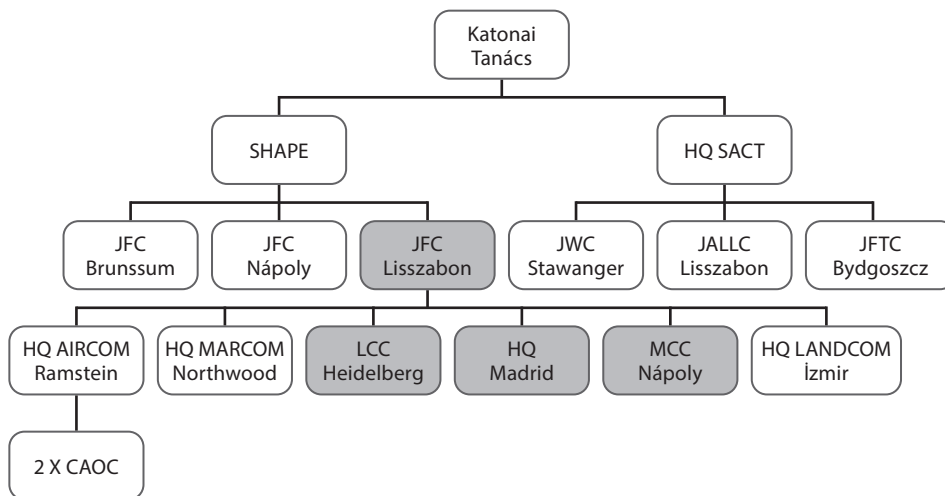 Katonai
Tanács
SHAPE
HQ SACT
JFC
Brunssum
JFC
Nápoly
JFC
Lisszabon
JWC
Stawanger
JALLC
Lisszabon
JFTC
Bydgoszcz
HQ AIRCOM
Ramstein
HQ MARCOM
Northwood
LCC
Heidelberg
HQ
Madrid
MCC
Nápoly
HQ LANDCOM
İzmir
2 X CAOC